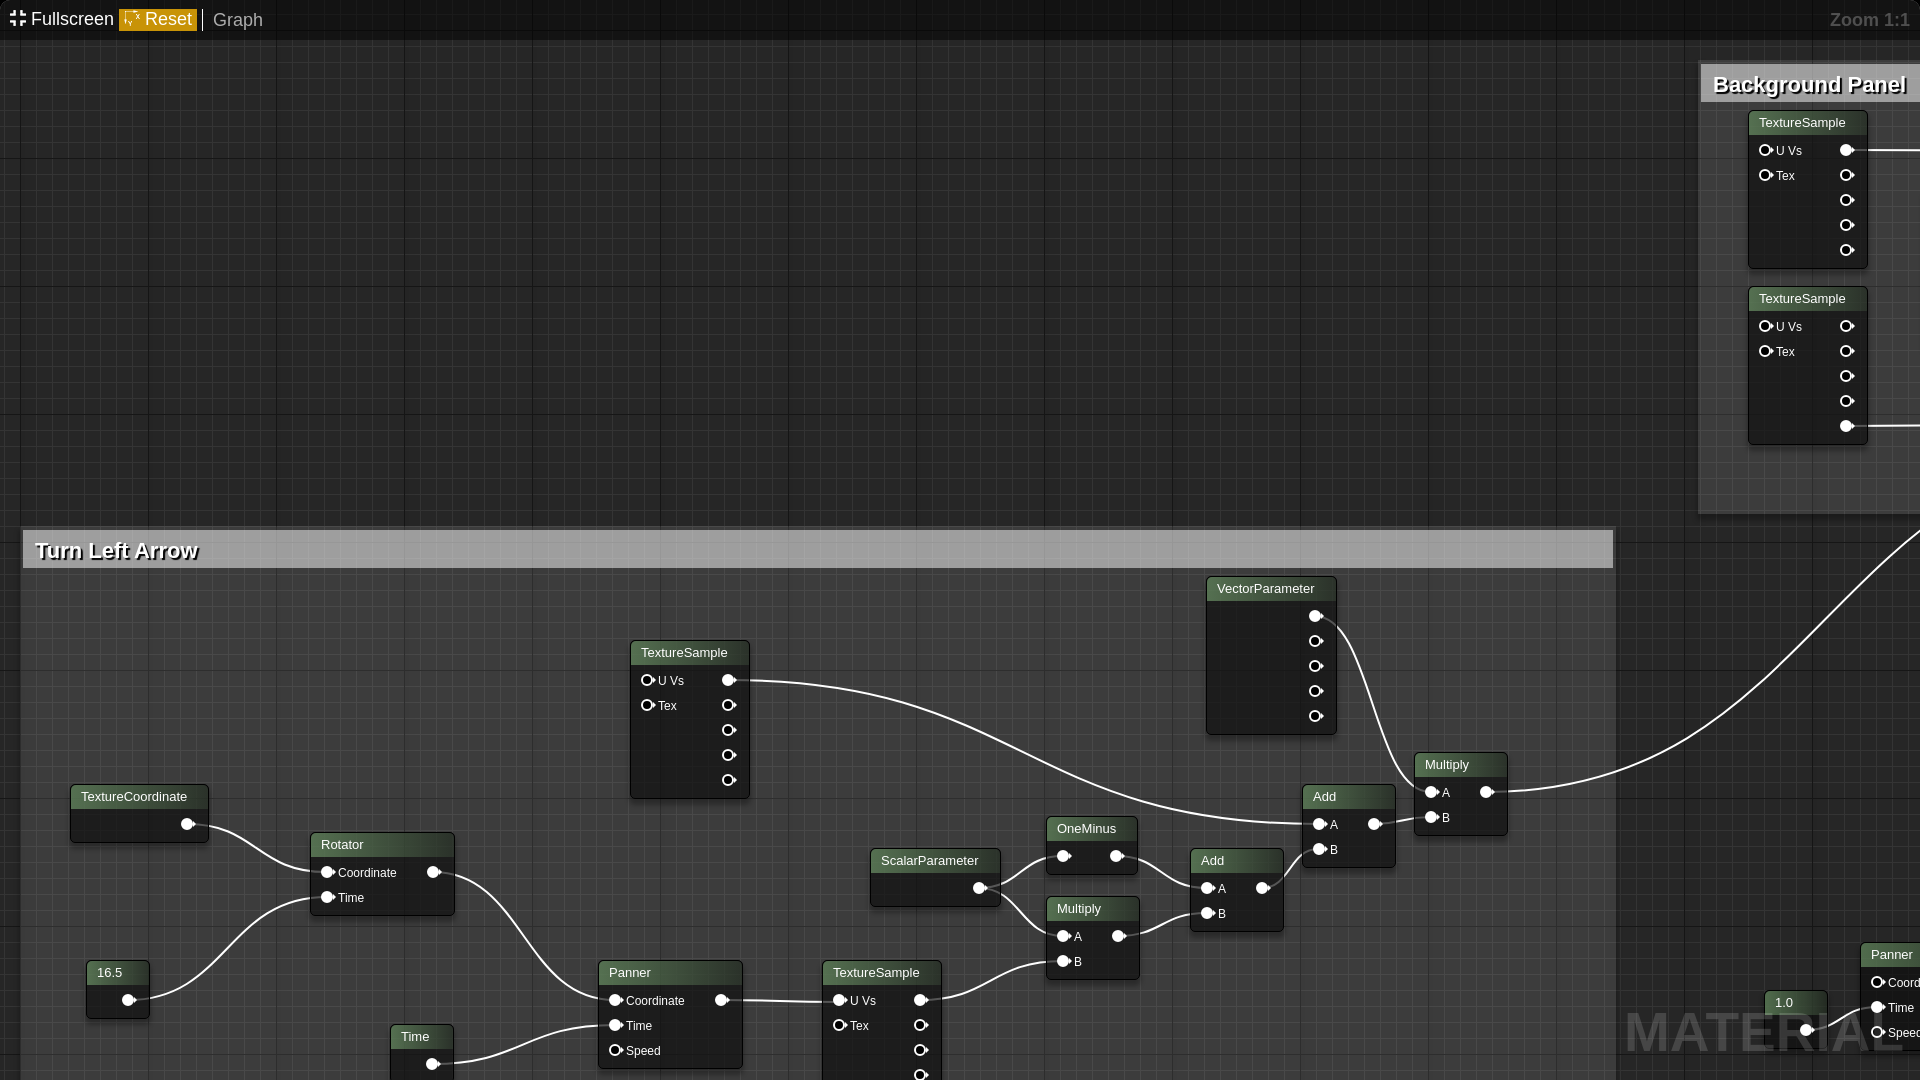 Fullscreen Reset Graph
Zoom 1:1
Background Panel
TextureSample
U Vs
Tex
TextureSample
U Vs
Tex
Turn Left Arrow
VectorParameter
TextureSample
U Vs
Tex
Multiply
A
B
TextureCoordinate
Add
A
B
OneMinus
Rotator
Coordinate
Time
ScalarParameter
Add
A
B
Multiply
A
B
16.5
Panner
Coordinate
Time
Speed
TextureSample
U Vs
Tex
Time
Panner
Coord
Time
Speed
1.0
MATERIAL